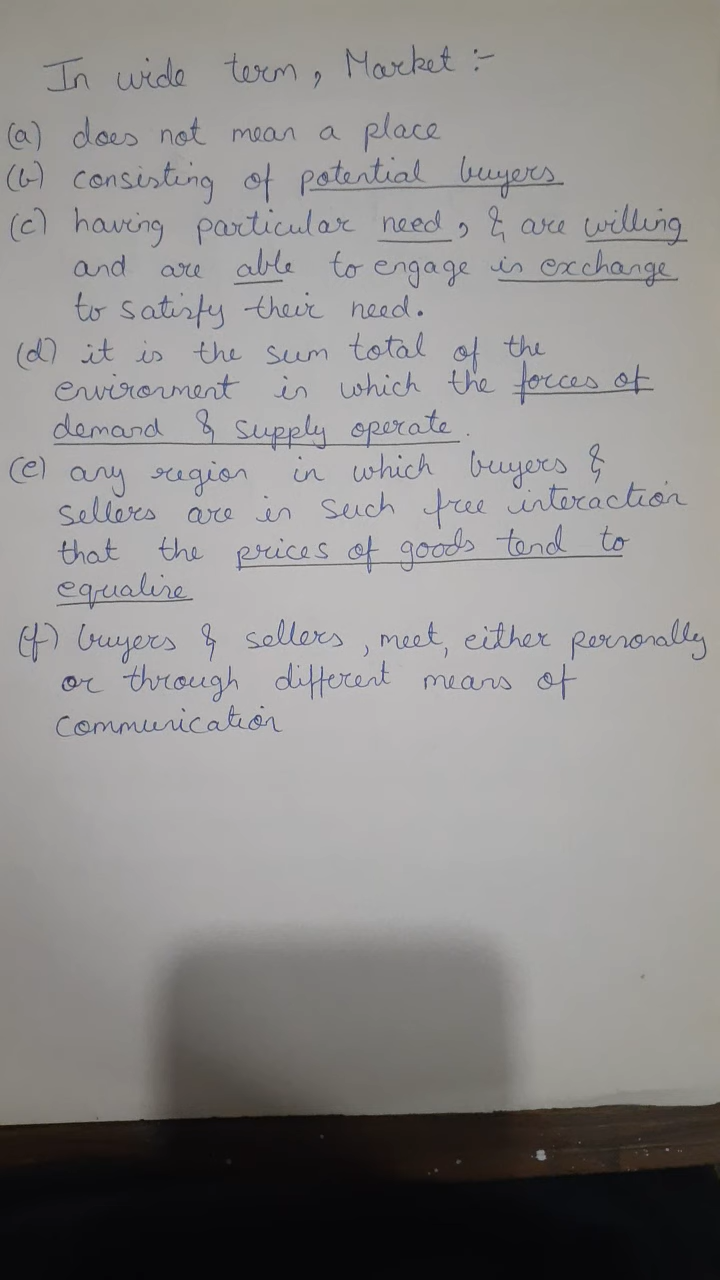 In wide term, Market :-
(a) does not mean a place
(b) consisting of potential buyers
(c) having particular need, & are willing
and are able to engage in exchange
to satisfy their need.
(d) it is the sum total of the
environment in which the forces of
demand & supply operate.
(e) any region in which buyers &
sellers are in such free interaction
that the prices of goods tend to
equalize
(f) buyers & sellers, meet, either personally
or through different means of
communication